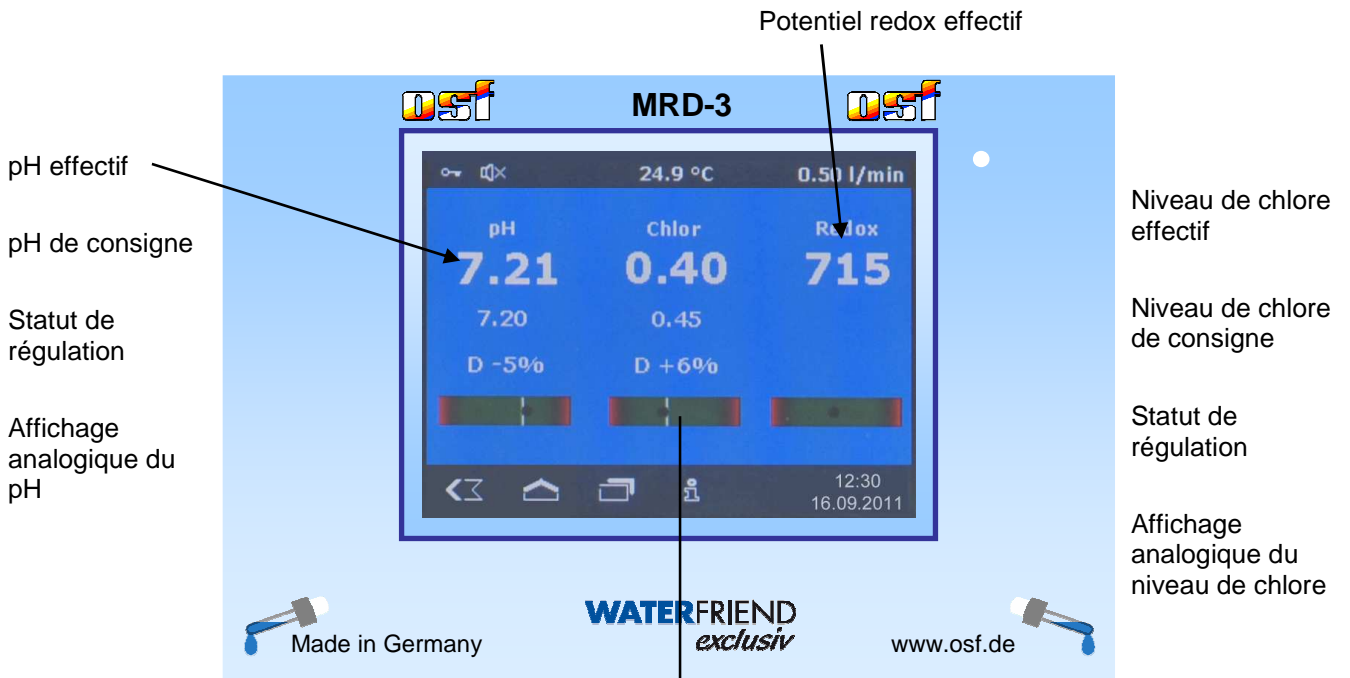 Potentiel redox effectif
osf MRD-3 osf
pH effectif
pH de consigne
Statut de
régulation
Affichage
analogique du
pH
24.9 °C 0.50 l/min
pH Chlor Redox
7.21 0.40 715
7.20 0.45
D -5% D +6%
12:30
16.09.2011
Niveau de chlore
effectif
Niveau de chlore
de consigne
Statut de
régulation
Affichage
analogique du
niveau de chlore
WATERFRIEND
exclusiv
Made in Germany
www.osf.de